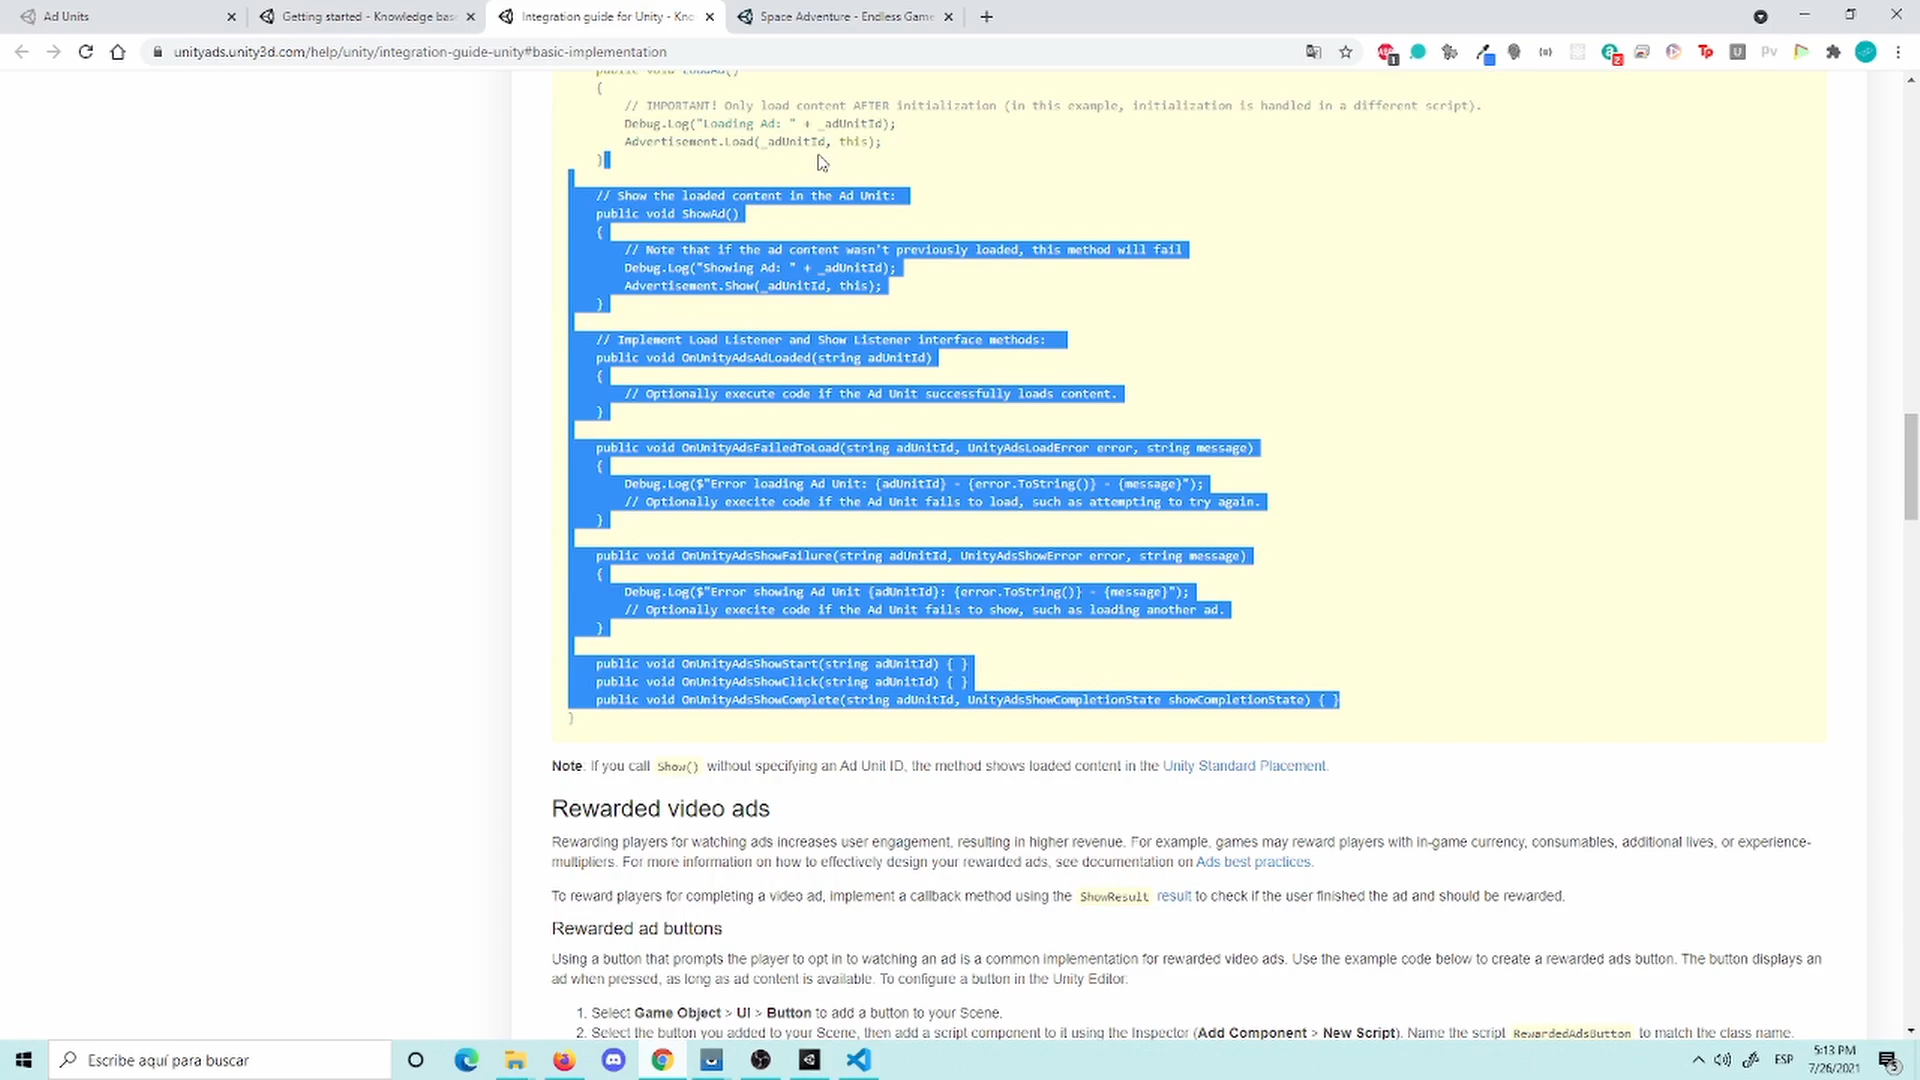 Ad Units
Getting started - Knowledge base
Integration guide for Unity - Kno
Space Adventure - Endless Game
unityads.unity3d.com/help/unity/integration-guide-unity#basic-implementation
public void LoadAd()
{
// IMPORTANT! Only load content AFTER initialization (in this example, initialization is handled in a different script).
Debug.Log("Loading Ad: " + _adUnitId);
Advertisement.Load(_adUnitId, this);
}
// Show the loaded content in the Ad Unit:
public void ShowAd()
{
// Note that if the ad content wasn't previously loaded, this method will fail
Debug.Log("Showing Ad: " + _adUnitId);
Advertisement.Show(_adUnitId, this);
}
// Implement Load Listener and Show Listener interface methods:
public void OnUnityAdsAdLoaded(string adUnitId)
{
// Optionally execute code if the Ad Unit successfully loads content.
}
public void OnUnityAdsFailedToLoad(string adUnitId, UnityAdsLoadError error, string message)
{
Debug.Log($"Error loading Ad Unit: {adUnitId} - {error.ToString()} - {message}");
// Optionally execite code if the Ad Unit fails to load, such as attempting to try again.
}
public void OnUnityAdsShowFailure(string adUnitId, UnityAdsShowError error, string message)
{
Debug.Log($"Error showing Ad Unit {adUnitId}: {error.ToString()} - {message}");
// Optionally execite code if the Ad Unit fails to show, such as loading another ad.
}
public void OnUnityAdsShowStart(string adUnitId) { }
public void OnUnityAdsShowClick(string adUnitId) { }
public void OnUnityAdsShowComplete(string adUnitId, UnityAdsShowCompletionState showCompletionState) { }
}
Note: If you call Show() without specifying an Ad Unit ID, the method shows loaded content in the Unity Standard Placement.
Rewarded video ads
Rewarding players for watching ads increases user engagement, resulting in higher revenue. For example, games may reward players with in-game currency, consumables, additional lives, or experience-
multipliers. For more information on how to effectively design your rewarded ads, see documentation on Ads best practices.
To reward players for completing a video ad, implement a callback method using the ShowResult result to check if the user finished the ad and should be rewarded.
Rewarded ad buttons
Using a button that prompts the player to opt in to watching an ad is a common implementation for rewarded video ads. Use the example code below to create a rewarded ads button. The button displays an
ad when pressed, as long as ad content is available. To configure a button in the Unity Editor:
1. Select Game Object > UI > Button to add a button to your Scene.
2. Select the button you added to your Scene, then add a script component to it using the Inspector (Add Component > New Script). Name the script RewardedAdsButton to match the class name.
Escribe aquí para buscar
ESP
5:13 PM
7/26/2021